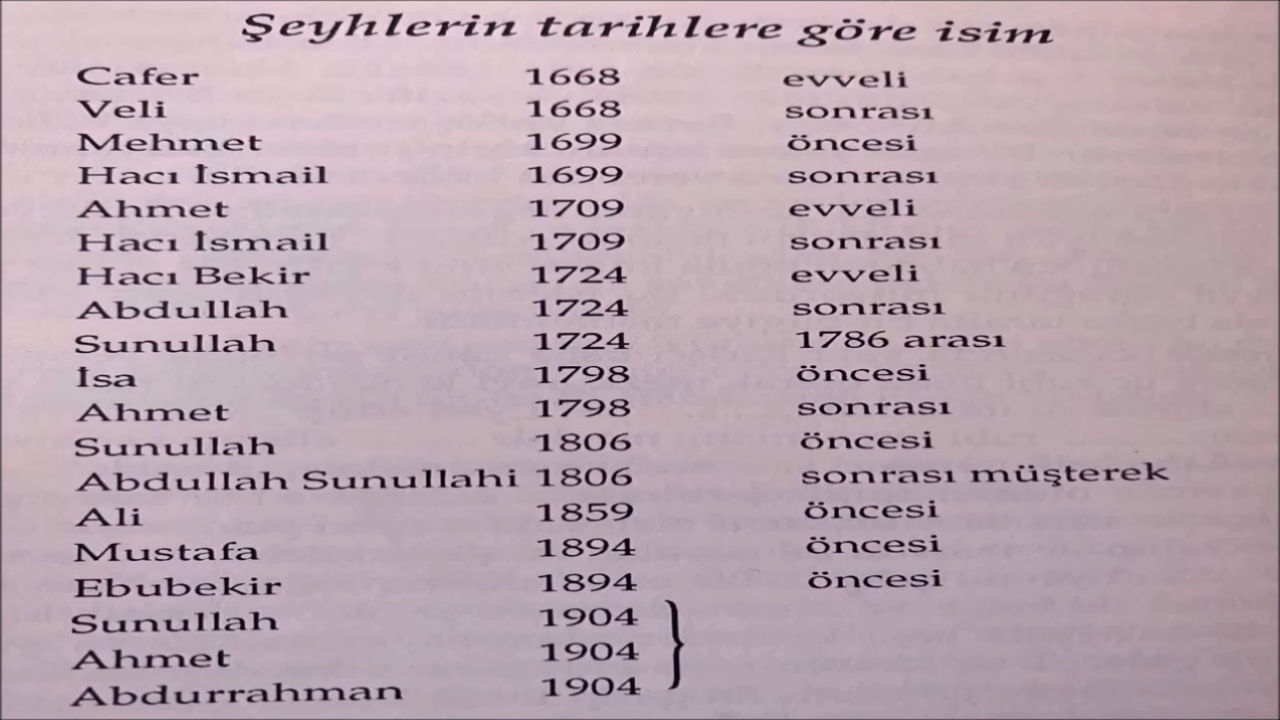 Şeyhlerin tarihlere göre isim
Cafer 1668 evveli
Veli 1668 sonrası
Mehmet 1699 öncesi
Hacı İsmail 1699 sonrası
Ahmet 1709 evveli
Hacı İsmail 1709 sonrası
Hacı Bekir 1724 evveli
Abdullah 1724 sonrası
Sunullah 1724 1786 arası
İsa 1798 öncesi
Ahmet 1798 sonrası
Sunullah 1806 öncesi
Abdullah Sunullahi 1806 sonrası müşterek
Ali 1859 öncesi
Mustafa 1894 öncesi
Ebubekir 1894 öncesi
Sunullah 1904
Ahmet 1904
Abdurrahman 1904